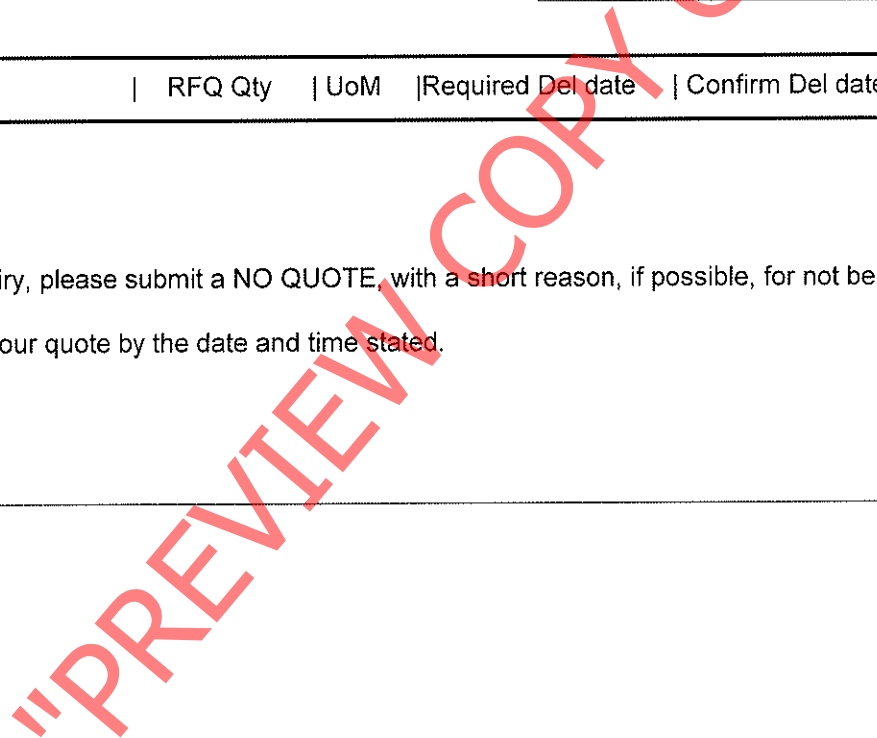 | RFQ Qty | UoM |Required Del date | Confirm Del date
iry, please submit a NO QUOTE, with a short reason, if possible, for not be
our quote by the date and time stated.
"PREVIEW COPY